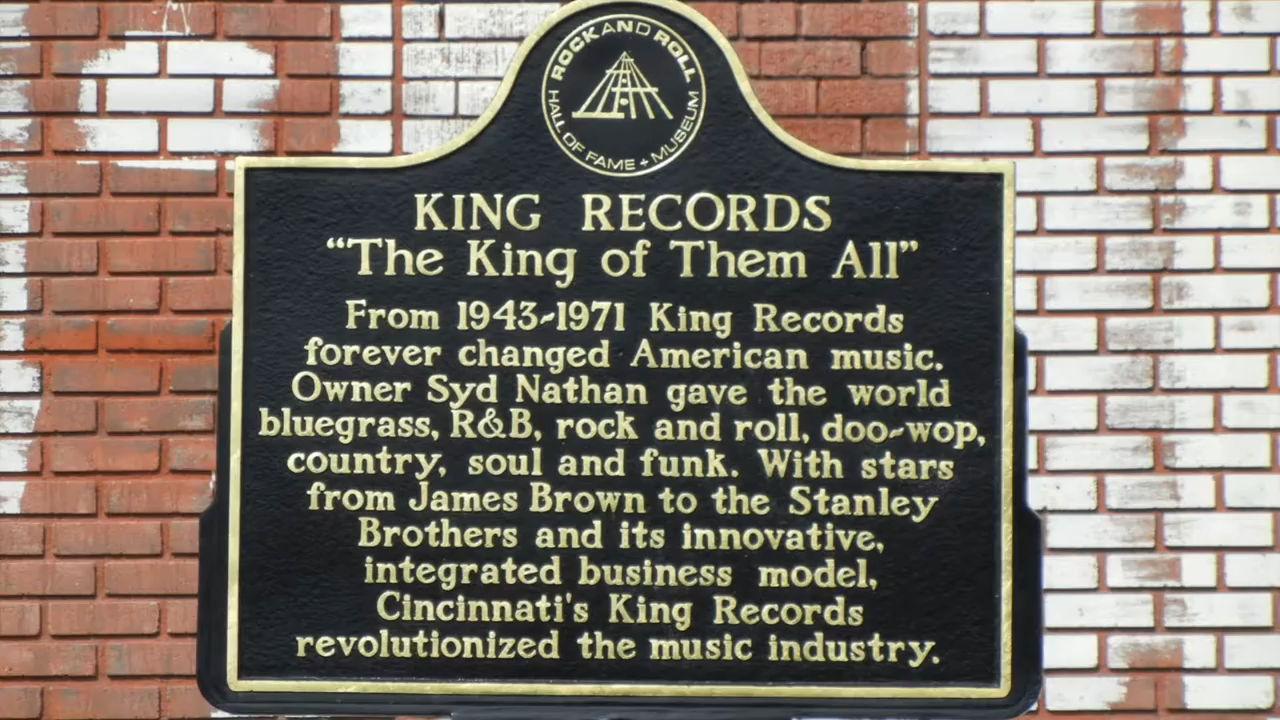 ROCK AND ROLL
HALL OF FAME + MUSEUM
KING RECORDS
“The King of Them All”
From 1943-1971 King Records
forever changed American music.
Owner Syd Nathan gave the world
bluegrass, R&B, rock and roll, doo-wop,
country, soul and funk. With stars
from James Brown to the Stanley
Brothers and its innovative,
integrated business model,
Cincinnati's King Records
revolutionized the music industry.